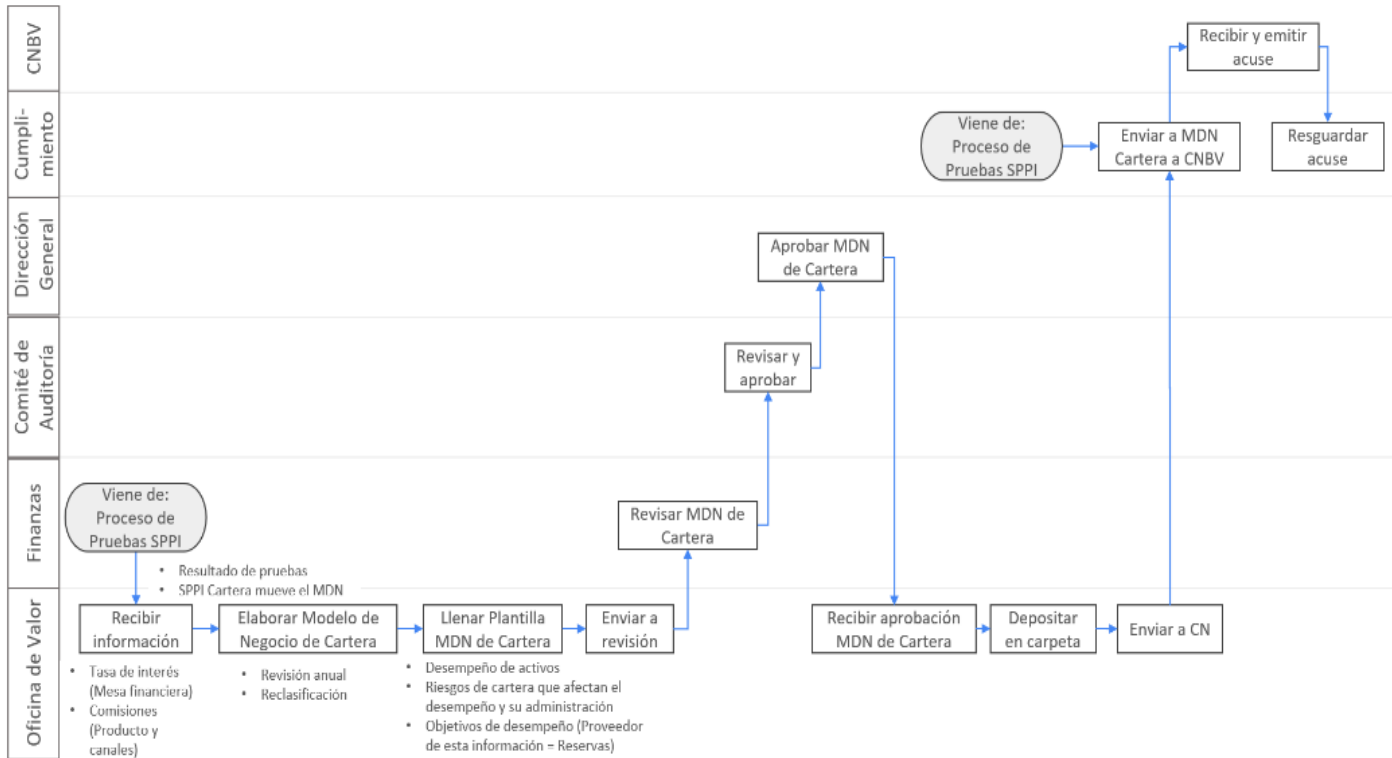 CNBV
Recibir y emitir
acuse
Cumpli-
miento
Viene de:
Proceso de
Pruebas SPPI
Enviar a MDN
Cartera a CNBV
Resguardar
acuse
Dirección
General
Aprobar MDN
de Cartera
Comité de
Auditoría
Revisar y
aprobar
Finanzas
Viene de:
Proceso de
Pruebas SPPI
Revisar MDN de
Cartera
• Resultado de pruebas
• SPPI Cartera mueve el MDN
Oficina de Valor
Recibir
información
Elaborar Modelo de
Negocio de Cartera
Llenar Plantilla
MDN de Cartera
Enviar a
revisión
Recibir aprobación
MDN de Cartera
Depositar
en carpeta
Enviar a CN
• Tasa de interés
(Mesa financiera)
• Comisiones
(Producto y
canales)
• Revisión anual
• Reclasificación
• Desempeño de activos
• Riesgos de cartera que afectan el
desempeño y su administración
• Objetivos de desempeño (Proveedor
de esta información = Reservas)